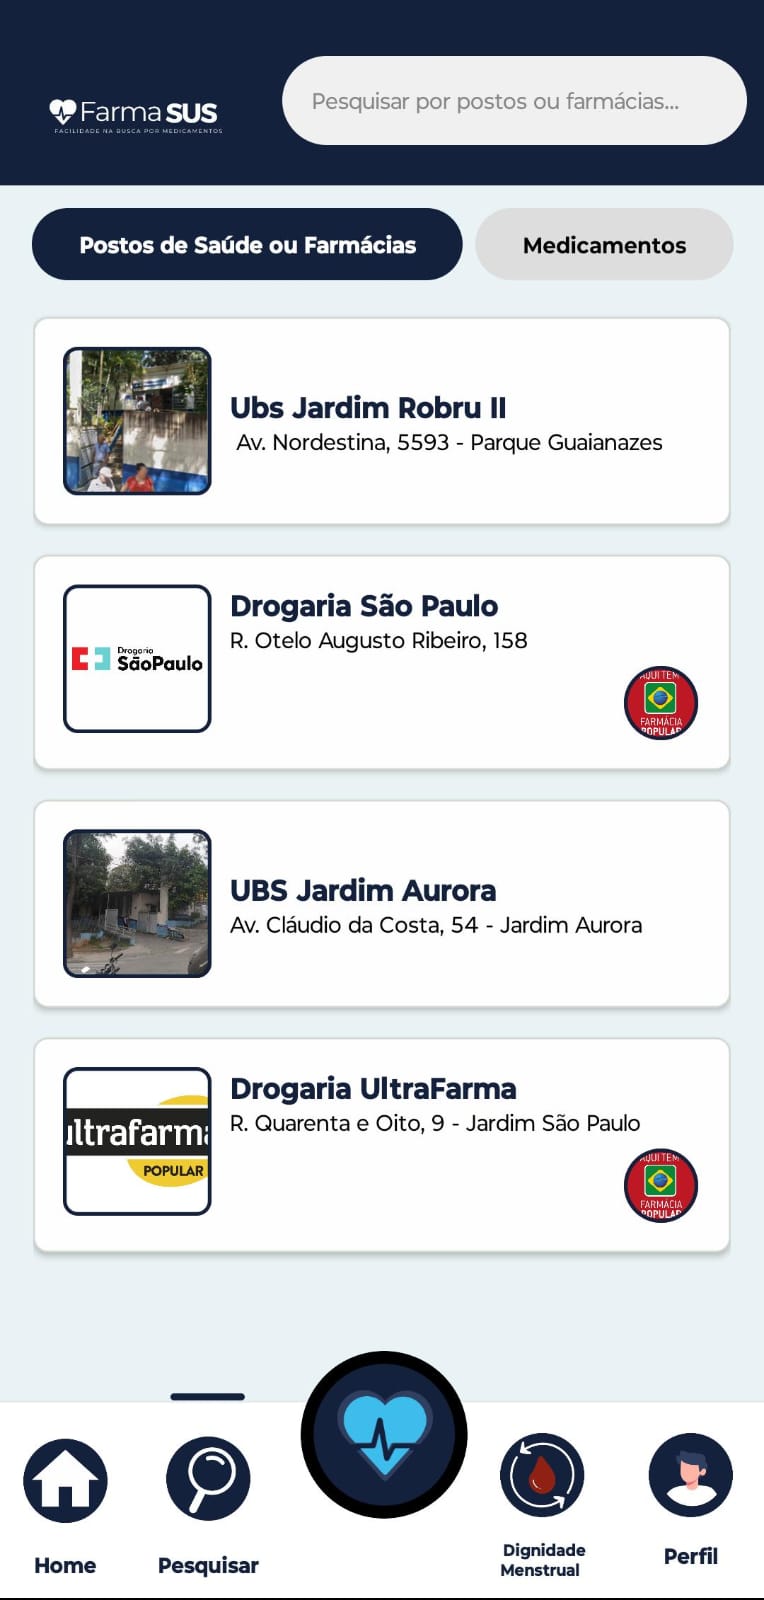 Farma SUS
FACILIDADE NA BUSCA POR MEDICAMENTOS
Pesquisar por postos ou farmácias...
Postos de Saúde ou Farmácias
Medicamentos
Ubs Jardim Robru II
Av. Nordestina, 5593 - Parque Guaianazes
Drogaria São Paulo
R. Otelo Augusto Ribeiro, 158
Drogaria
SãoPaulo
AQUI TEM
FARMÁCIA
POPULAR
UBS Jardim Aurora
Av. Cláudio da Costa, 54 - Jardim Aurora
Drogaria UltraFarma
R. Quarenta e Oito, 9 - Jardim São Paulo
ultrafarma
POPULAR
AQUI TEM
FARMÁCIA
POPULAR
Home
Pesquisar
Dignidade
Menstrual
Perfil